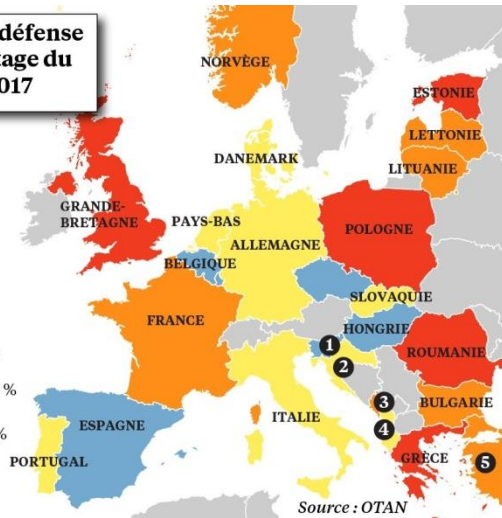 défense
tage du
2017
NORVÈGE
ESTONIE
LETTONIE
LITUANIE
DANEMARK
GRANDE-
BRETAGNE
PAYS-BAS
ALLEMAGNE
POLOGNE
BELGIQUE
SLOVAQUIE
FRANCE
HONGRIE
1
ROUMANIE
2
%
3
BULGARIE
ESPAGNE
ITALIE
4
%
PORTUGAL
GRÈCE
5
Source : OTAN